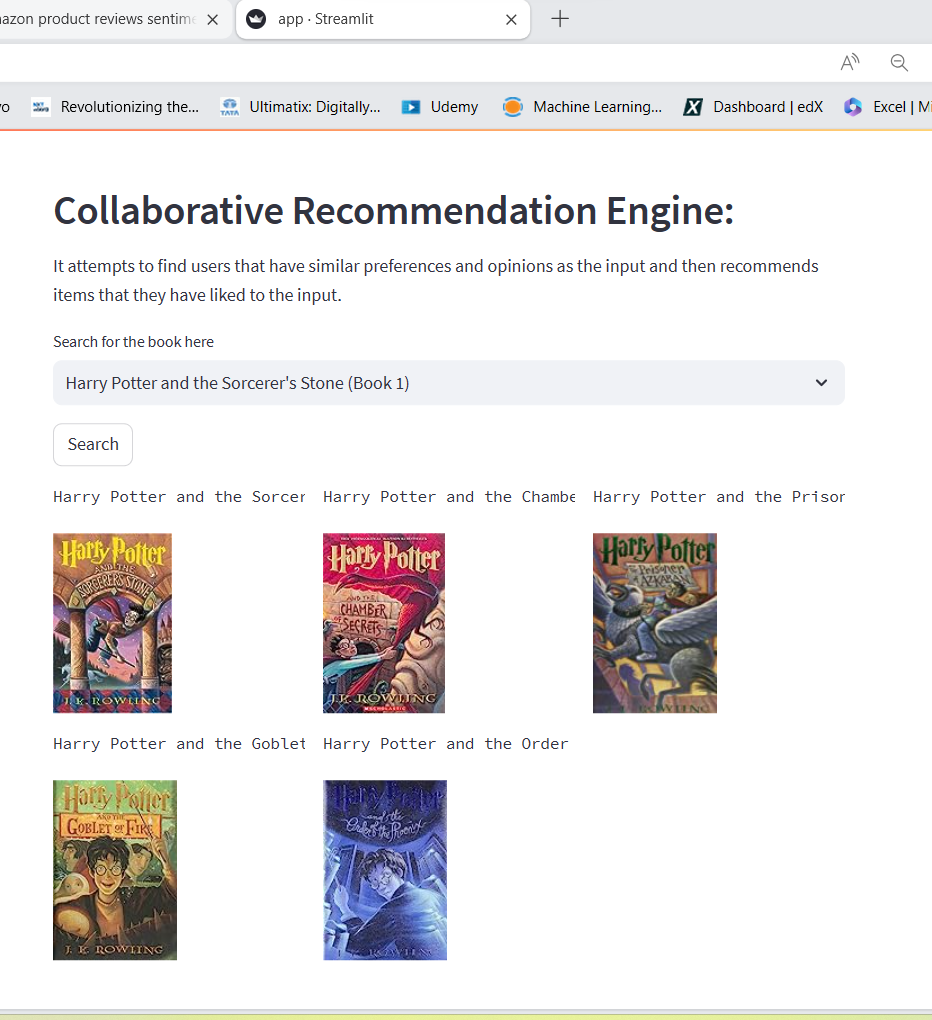 azon product reviews sentime
app · Streamlit
Revolutionizing the...
TATA
Ultimatix: Digitally...
Udemy
Machine Learning...
Dashboard | edX
Excel | Mi
Collaborative Recommendation Engine:
It attempts to find users that have similar preferences and opinions as the input and then recommends
items that they have liked to the input.
Search for the book here
Harry Potter and the Sorcerer's Stone (Book 1)
Search
Harry Potter and the Sorcer
Harry Potter and the Chambe
Harry Potter and the Prison
Harry Potter
AND THE
SORCERER'S STONE
J. K. ROWLING
Harry Potter
AND THE
CHAMBER
OF SECRETS
J.K. ROWLING
SCHOLASTIC
Harry Potter
and the
Prisoner
of AZKABAN
ROWLING
Harry Potter and the Goblet
Harry Potter and the Order
Harry Potter
AND THE
GOBLET OF FIRE
J. K. ROWLING
Harry Potter
and the
Order of the Phoenix
J. K. ROWLING